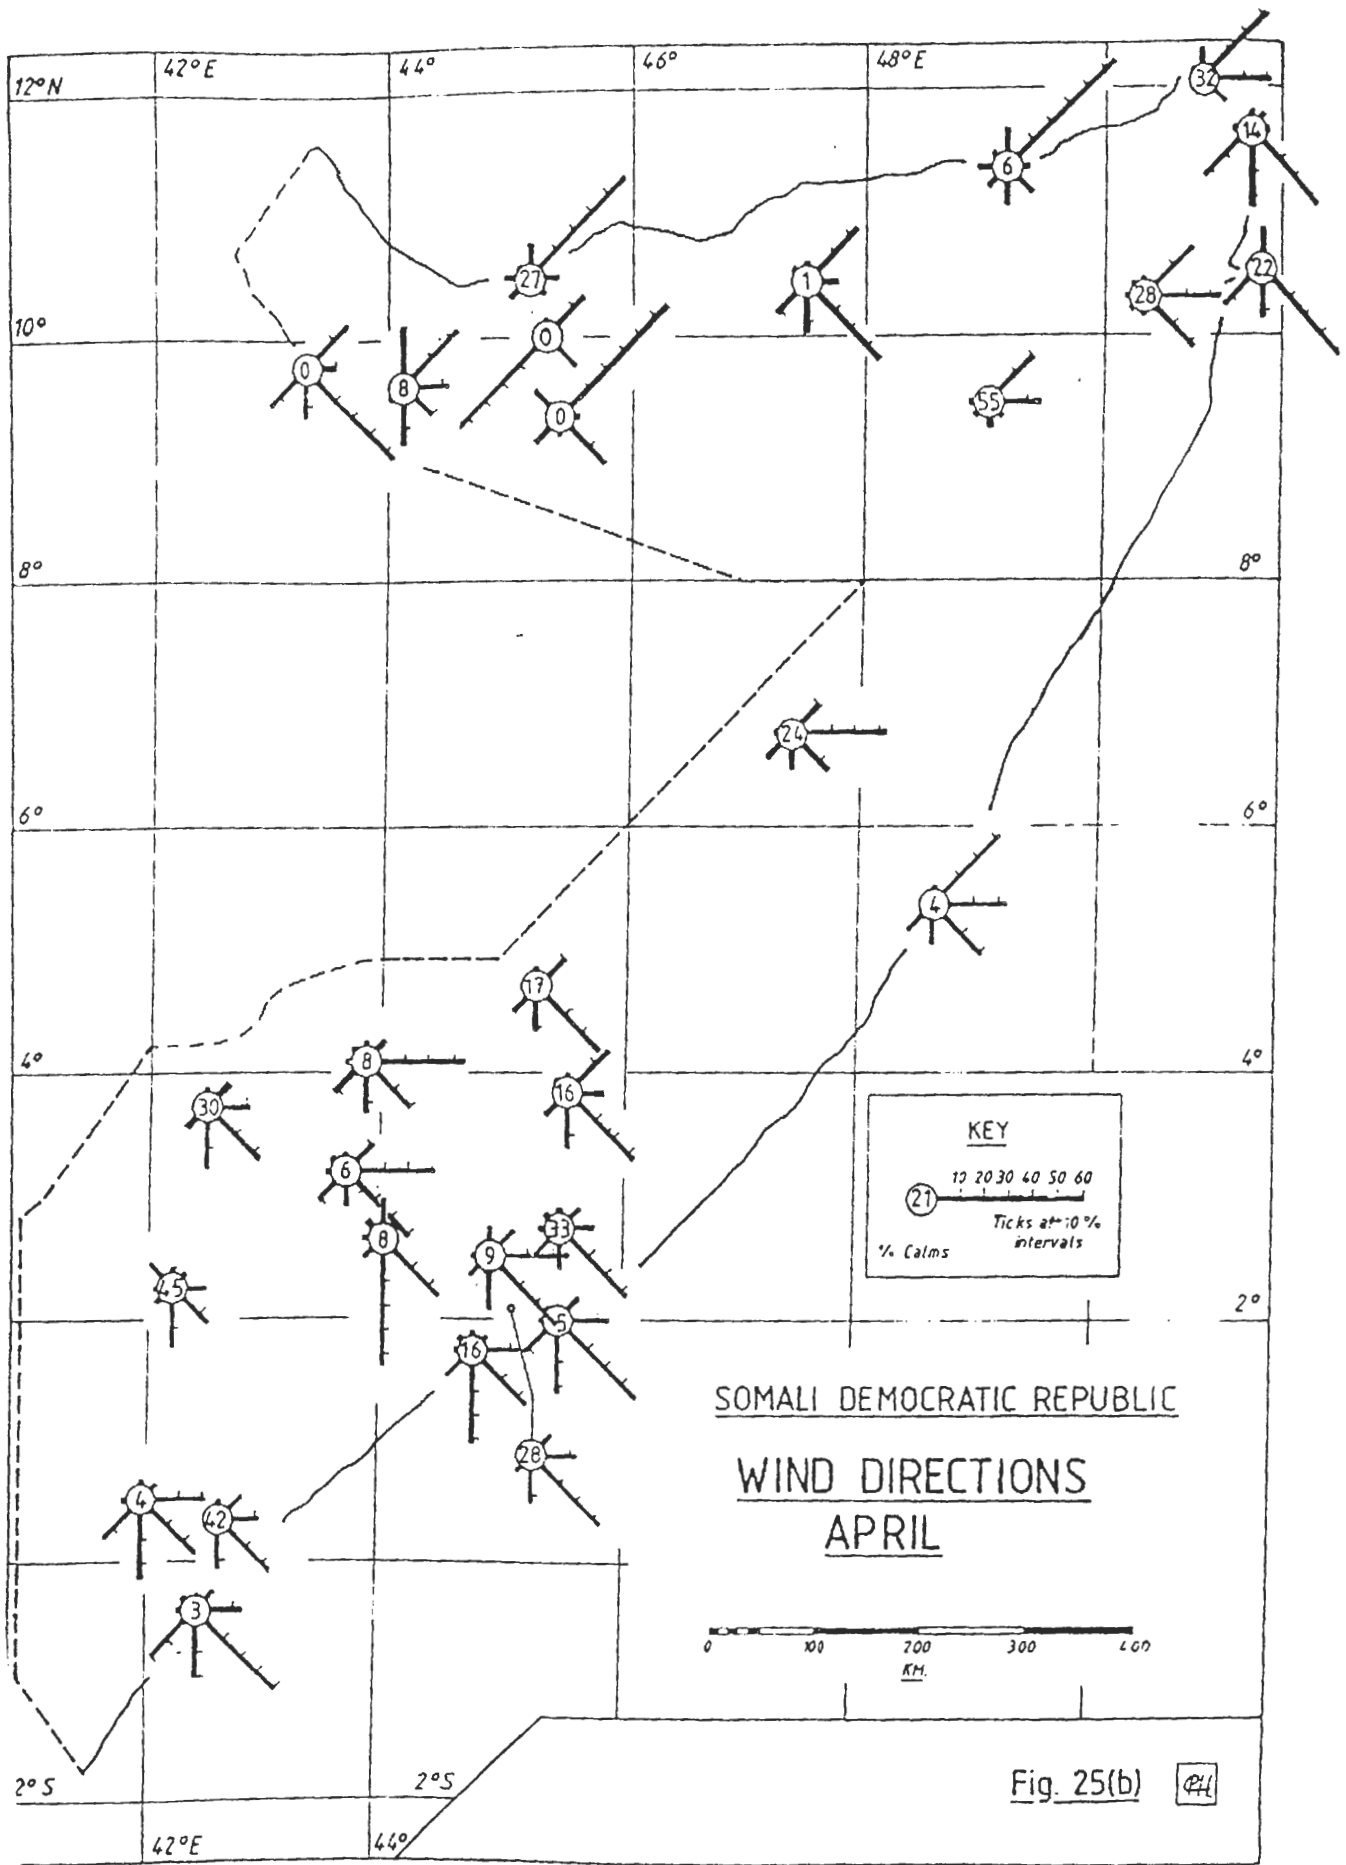 42°E 44° 46° 48°E
12°N
32
14
6
27
1
28
22
10°
0
0
8
0
55
8° 8°
24
6° 6°
4
17
4° 4°
8
30
16
6
8
9
33
45
2°
5
16
28
4
42
3
KEY
10 20 30 40 50 60
21
Ticks at 10%
intervals
% Calms
SOMALI DEMOCRATIC REPUBLIC
WIND DIRECTIONS
APRIL
0 100 200 300 400
KM.
Fig. 25(b) PH
2°S 2°S
42°E 44°